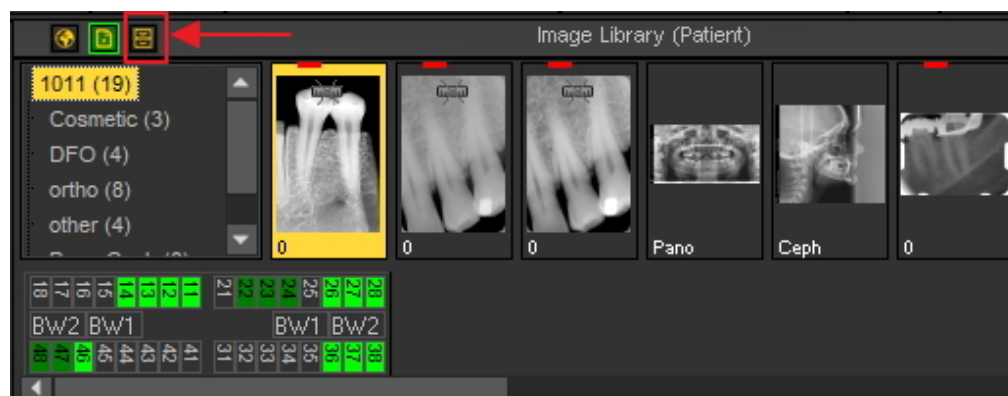 Image Library (Patient)
1011 (19)
Cosmetic (3)
DFO (4)
ortho (8)
other (4)
0
0
0
Pano
Ceph
0
18 17 16 15 14 13 12 11 21 22 23 24 25 26 27 28
BW2 BW1 BW1 BW2
48 47 46 45 44 43 42 41 31 32 33 34 35 36 37 38